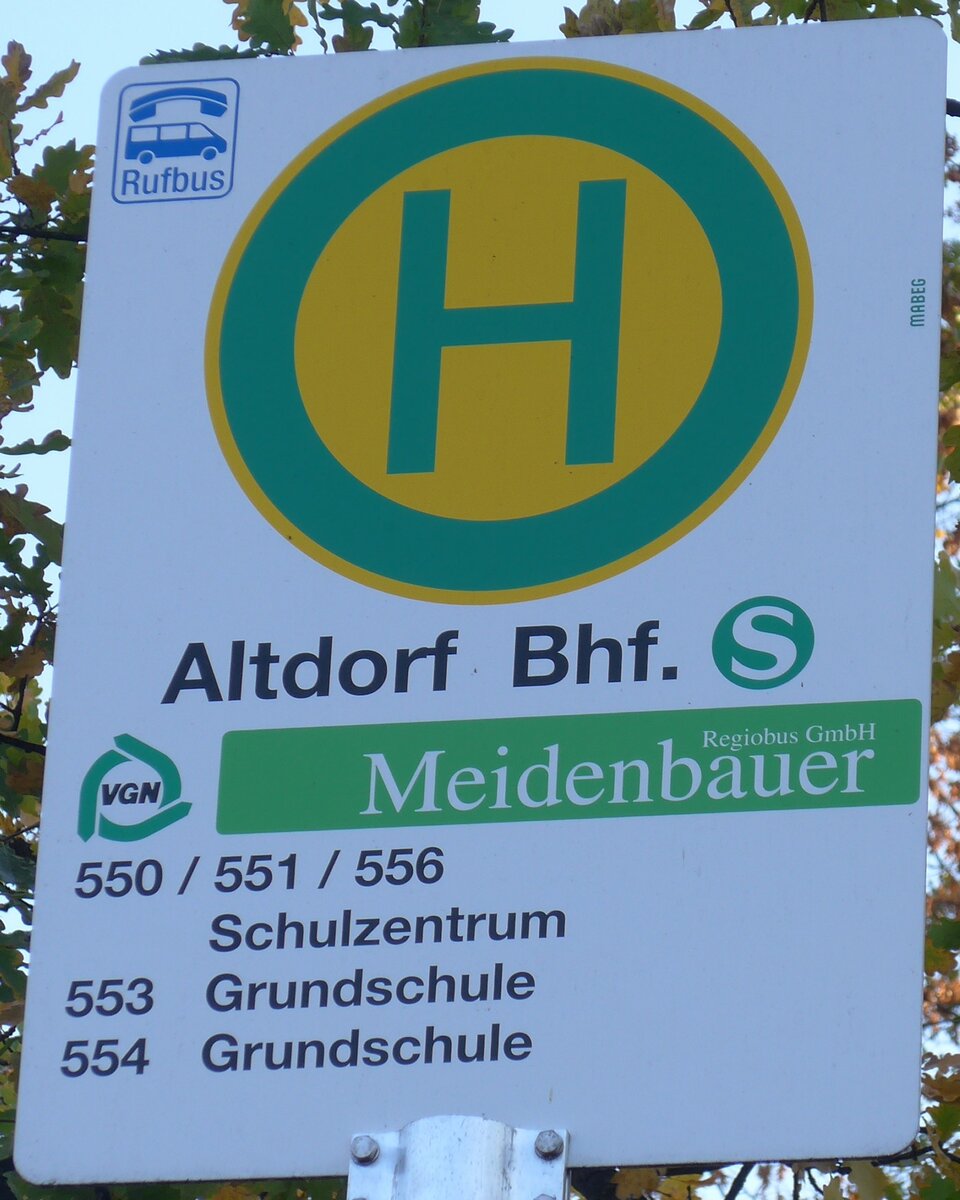 Rufbus
H
MABEG
Altdorf Bhf. S
VGN
Regiobus GmbH
Meidenbauer
550 / 551 / 556
Schulzentrum
553 Grundschule
554 Grundschule